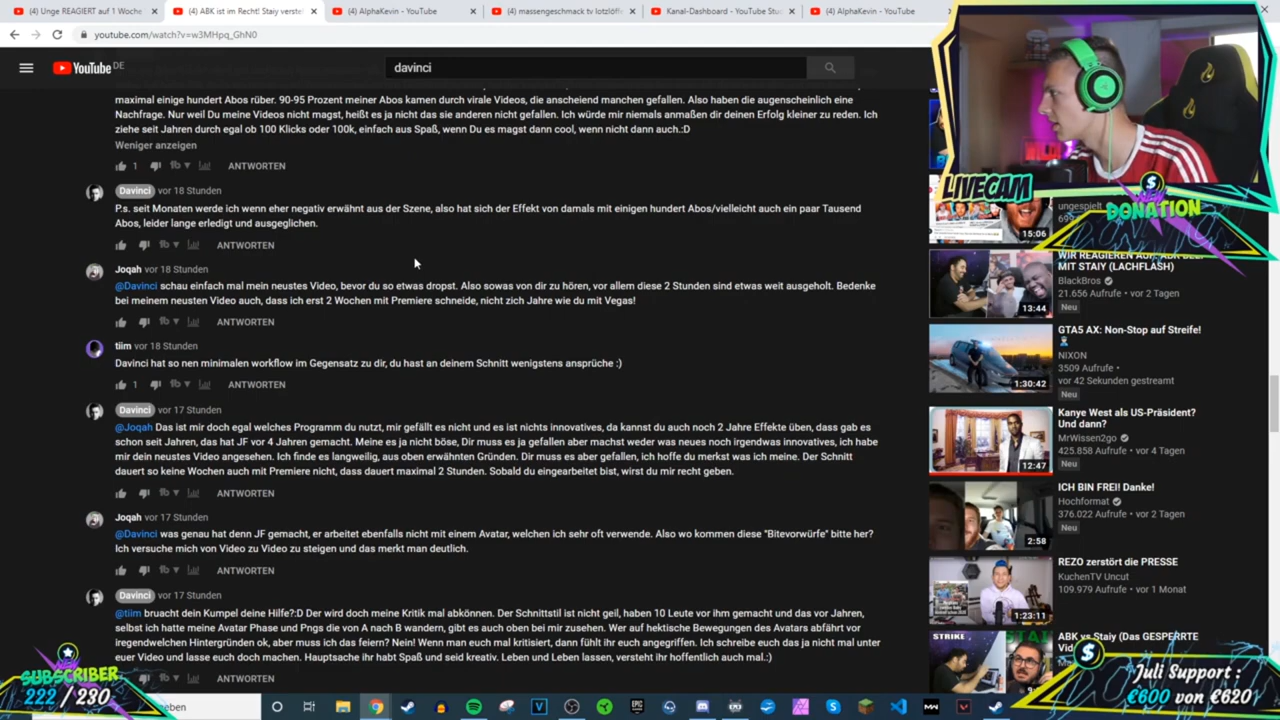 (4) Unge REAGIERT auf 1 Wochs
(4) ABK ist im Recht! Staiy verste
(4) AlphaKevin - YouTube
(4) massengeschmack tv
Kanal-Dashboard - YouTube Stu
(4) AlphaKevin - YouTube
youtube.com/watch?v=w3MHpq_GhN0
YouTube DE
davinci
maximal einige hundert Abos rüber. 90-95 Prozent meiner Abos kamen durch virale Videos, die anscheind manchen gefallen. Also haben die augenscheinlich eine
Nachfrage. Nur weil Du meine Videos nicht magst, heißt es ja nicht das sie anderen nicht gefallen. Ich würde mir niemals anmaßen dir deinen Erfolg kleiner zu reden. Ich
ziehe seit Jahren durch egal ob 100 Klicks oder 100k, einfach aus Spaß, wenn Du es magst dann cool, wenn nicht dann auch.:D
Weniger anzeigen
1 ANTWORTEN
Davinci vor 18 Stunden
P.s. seit Monaten werde ich von niemandem mehr erwähnt aus der Szene, somit hat sich der Effekt von damals mit einigen hundert Abos/vielleicht auch ein paar Tausend
Abos, leider lange erledigt und ausgeglichen.
ANTWORTEN
Joqah vor 18 Stunden
@Davinci schau einfach mal mein neustes Video, bevor du sowas dropst. Also sowas von dir zu hören, vor allem diese 2 Stunden sind etwas weit ausgeholt. Bedenke
bei meinem neusten Video auch, dass ich erst 2 Wochen mit Premiere schneide, nicht zich Jahre wie du mit Vegas!
ANTWORTEN
tiim vor 18 Stunden
Davinci hat so nen minimalen workflow im Gegensatz zu dir, du hast an deinem Schnitt wenigstens ansprüche :)
1 ANTWORTEN
Davinci vor 17 Stunden
@Joqah Das ist mir doch egal welches Programm du nutzt, mir gefällt es nicht und es ist nichts innovatives, da kannst du auch noch 2 Jahre Effekte üben, dass gab es
schon seit Jahren, das hat JF vor 4 Jahren gemacht. Meine es ja nicht böse, Dir muss es ja gefallen aber machst weder was neues noch irgendwas innovatives, ich habe
mir dein neustes Video angesehen. Ich finde es langweilig, aus eben erwähnten Gründen. Dir muss es aber gefallen, ich hoffe du merkst was ich meine. Der Schnitt
dauert so keine Wochen auch mit Premiere nicht, dass dauert maximal 2 Stunden. Sobald du eingearbeitet bist, wirst du mir recht geben.
ANTWORTEN
Joqah vor 17 Stunden
@Davinci was genau hat denn JF gemacht, er arbeitet ebenfalls nicht mit einem Avatar, welchen ich sehr oft verwende. Also wo kommen diese "Bitevorwürfe" bitte her?
Ich versuche mich von Video zu Video zu steigen und das merkt man deutlich.
ANTWORTEN
Davinci vor 17 Stunden
@tiim bruacht dein Kumpel deine Hilfe?:D Der wird doch meine Kritik mal abkönnen. Der Schnittstil ist nicht geil, haben 10 Leute vor ihm gemacht und das vor Jahren,
selbst ich hatte meine Avatar Phase und Pngs die von A nach B wandern, gibt es auch oben bei mir zusehen. Wer auf hektische Bewegungen des Avatars abfährt vor
irgendwelchen Hintergründen, aber muss ich das feiern? Nein! Wenn man euch mal kritisiert, dann fühlt ihr euch angegriffen. Ich schreibe euch das ja nicht mal unter
euer Video und lasse euch doch machen. Hauptsache ihr habt Spaß und seid kreativ. Leben und Leben lassen, versteht ihr hoffentlich auch mal.:)
ANTWORTEN
LIVECAM
NEW
DONATION
ungespielt
699
15:06
WIR REAGIEREN AUF
MIT STAIY (LACHFLASH)
BlackBros
21.656 Aufrufe • vor 2 Tagen
Neu
13:44
GTA5 AX: Non-Stop auf Streife!
NIXON
3509 Aufrufe •
vor 42 Sekunden gestreamt
Neu
1:30:42
Kanye West als US-Präsident?
Und dann?
MrWissen2go
425.858 Aufrufe • vor 4 Tagen
Neu
12:47
ICH BIN FREI! Danke!
Hochformat
376.022 Aufrufe • vor 2 Tagen
Neu
2:58
REZO zerstört die PRESSE
KuchenTV Uncut
109.979 Aufrufe • vor 1 Monat
1:23:11
STRIKE
ABK vs Staiy (Das GESPERRTE
NEW
SUBSCRIBER
222 / 230
eben
Juli Support :
€600 von €620